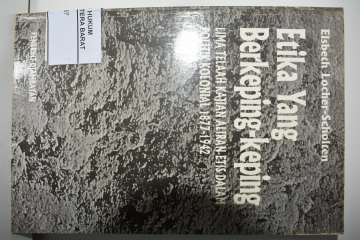 Elsbeth Locher-Scholten
Etika Yang
Berkeping-keping
LIMA TELAAH KAJIAN ALIRAN ETIS DALAM
POLITIK KOLONIAL 1877-1942
HUKUM
TERA BARAT